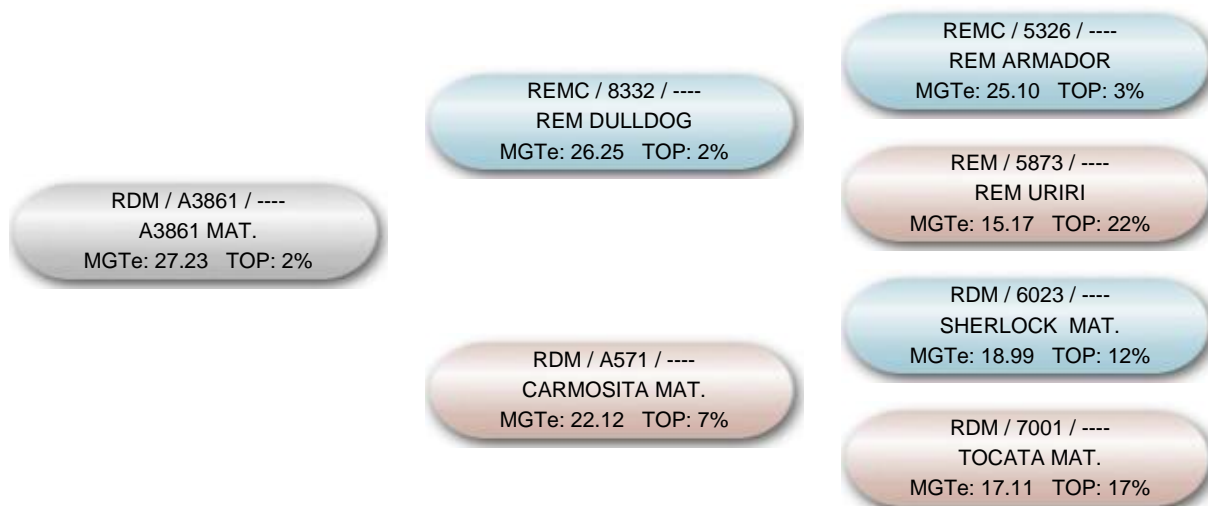 RDM / A3861 / ----
A3861 MAT.
MGTe: 27.23 TOP: 2%
REMC / 8332 / ----
REM DULLDOG
MGTe: 26.25 TOP: 2%
RDM / A571 / ----
CARMOSITA MAT.
MGTe: 22.12 TOP: 7%
REMC / 5326 / ----
REM ARMADOR
MGTe: 25.10 TOP: 3%
REM / 5873 / ----
REM URIRI
MGTe: 15.17 TOP: 22%
RDM / 6023 / ----
SHERLOCK MAT.
MGTe: 18.99 TOP: 12%
RDM / 7001 / ----
TOCATA MAT.
MGTe: 17.11 TOP: 17%